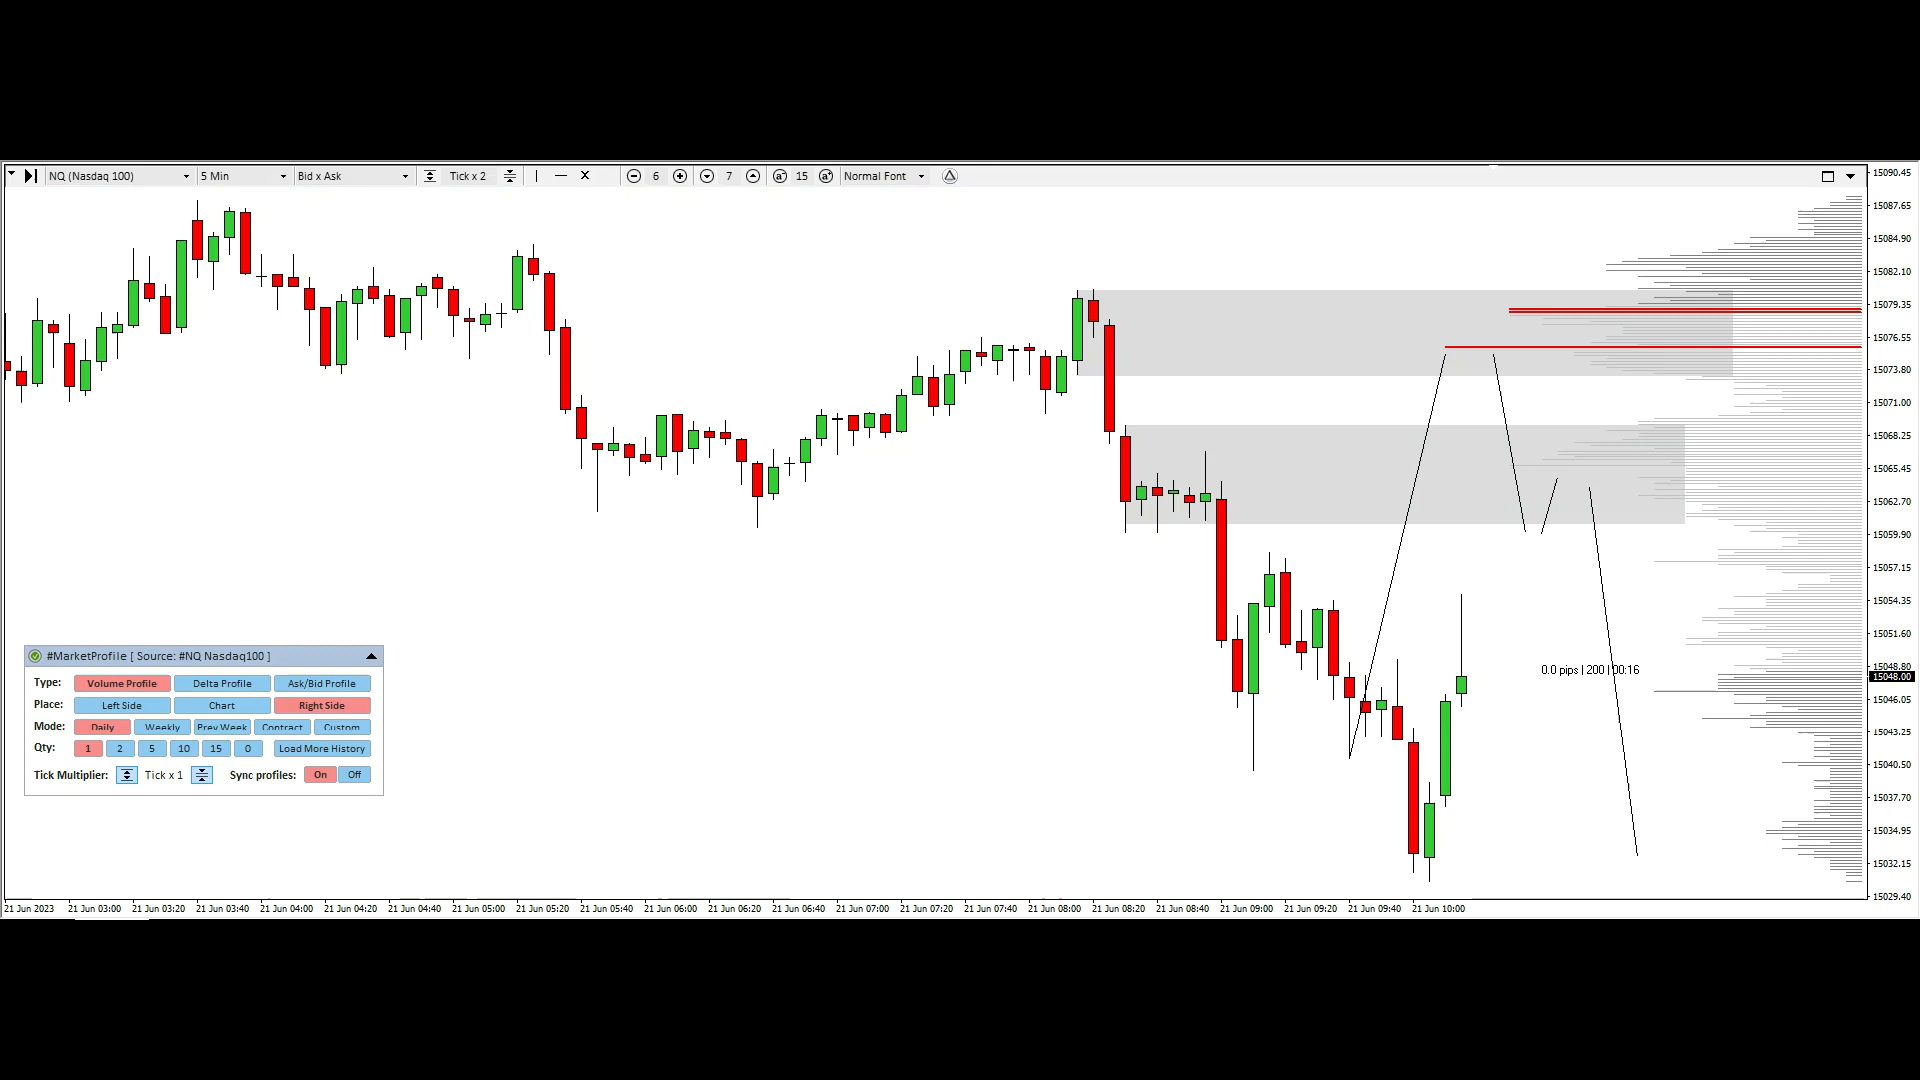 NQ (Nasdaq 100) 5 Min Bid x Ask Tick x 2 6 7 15 Normal Font
15090.45
15087.65
15084.90
15082.10
15079.35
15076.55
15073.80
15071.00
15068.25
15065.45
15062.70
15059.90
15057.15
15054.35
15051.60
15048.80
15048.00
15046.05
15043.25
15040.50
15037.70
15034.95
15032.15
15029.40
0.0 pips | 200 | 00:16
#MarketProfile [ Source: #NQ Nasdaq100 ]
Type: Volume Profile Delta Profile Ask/Bid Profile
Place: Left Side Chart Right Side
Mode: Daily Weekly Prev Week Contract Custom
Qty: 1 2 5 10 15 0 Load More History
Tick Multiplier: Tick x 1 Sync profiles: On Off
21 Jun 2023 21 Jun 03:00 21 Jun 03:20 21 Jun 03:40 21 Jun 04:00 21 Jun 04:20 21 Jun 04:40 21 Jun 05:00 21 Jun 05:20 21 Jun 05:40 21 Jun 06:00 21 Jun 06:20 21 Jun 06:40 21 Jun 07:00 21 Jun 07:20 21 Jun 07:40 21 Jun 08:00 21 Jun 08:20 21 Jun 08:40 21 Jun 09:00 21 Jun 09:20 21 Jun 09:40 21 Jun 10:00